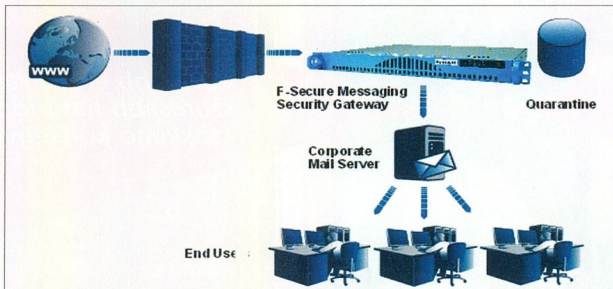 www
F-Secure Messaging
Security Gateway
Quarantine
Corporate
Mail Server
End Use